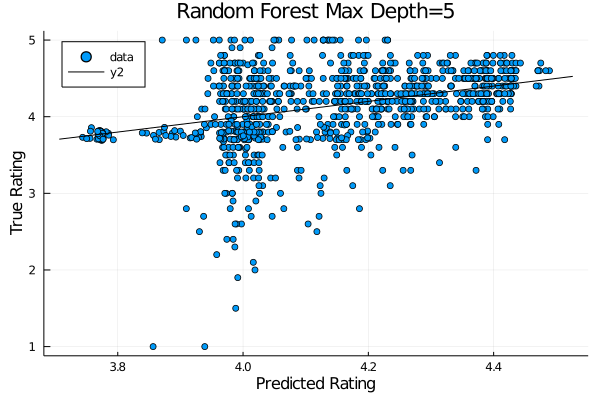 Random Forest Max Depth=5
data
y2
5
4
3
2
1
True Rating
3.8
4.0
4.2
4.4
Predicted Rating